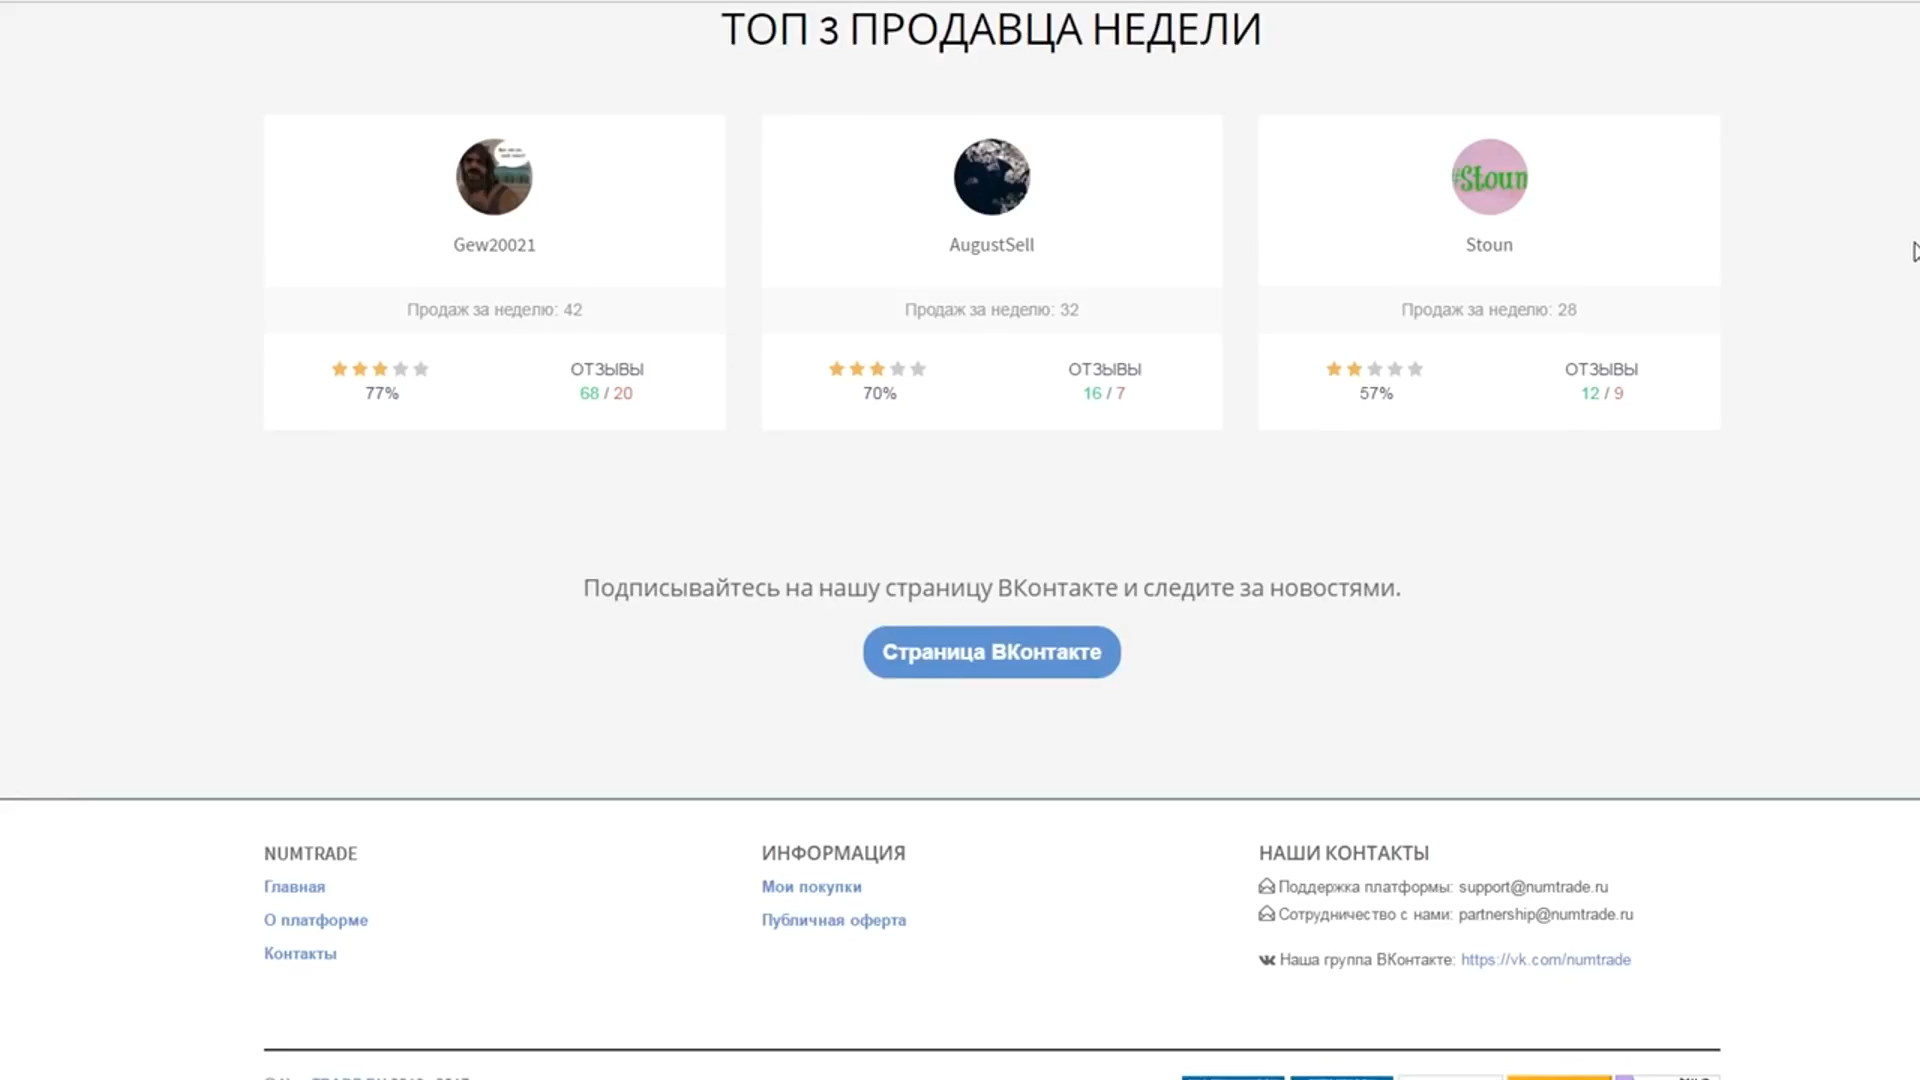 ТОП 3 ПРОДАВЦА НЕДЕЛИ
#Stoun
Gew20021
AugustSell
Stoun
Продаж за неделю: 42
Продаж за неделю: 32
Продаж за неделю: 28
ОТЗЫВЫ
ОТЗЫВЫ
ОТЗЫВЫ
77%
68 / 20
70%
16 / 7
57%
12 / 9
Подписывайтесь на нашу страницу ВКонтакте и следите за новостями.
Страница ВКонтакте
NUMTRADE
ИНФОРМАЦИЯ
НАШИ КОНТАКТЫ
Главная
Мои покупки
Поддержка платформы: support@numtrade.ru
О платформе
Публичная оферта
Сотрудничество с нами: partnership@numtrade.ru
Контакты
Наша группа ВКонтакте: https://vk.com/numtrade